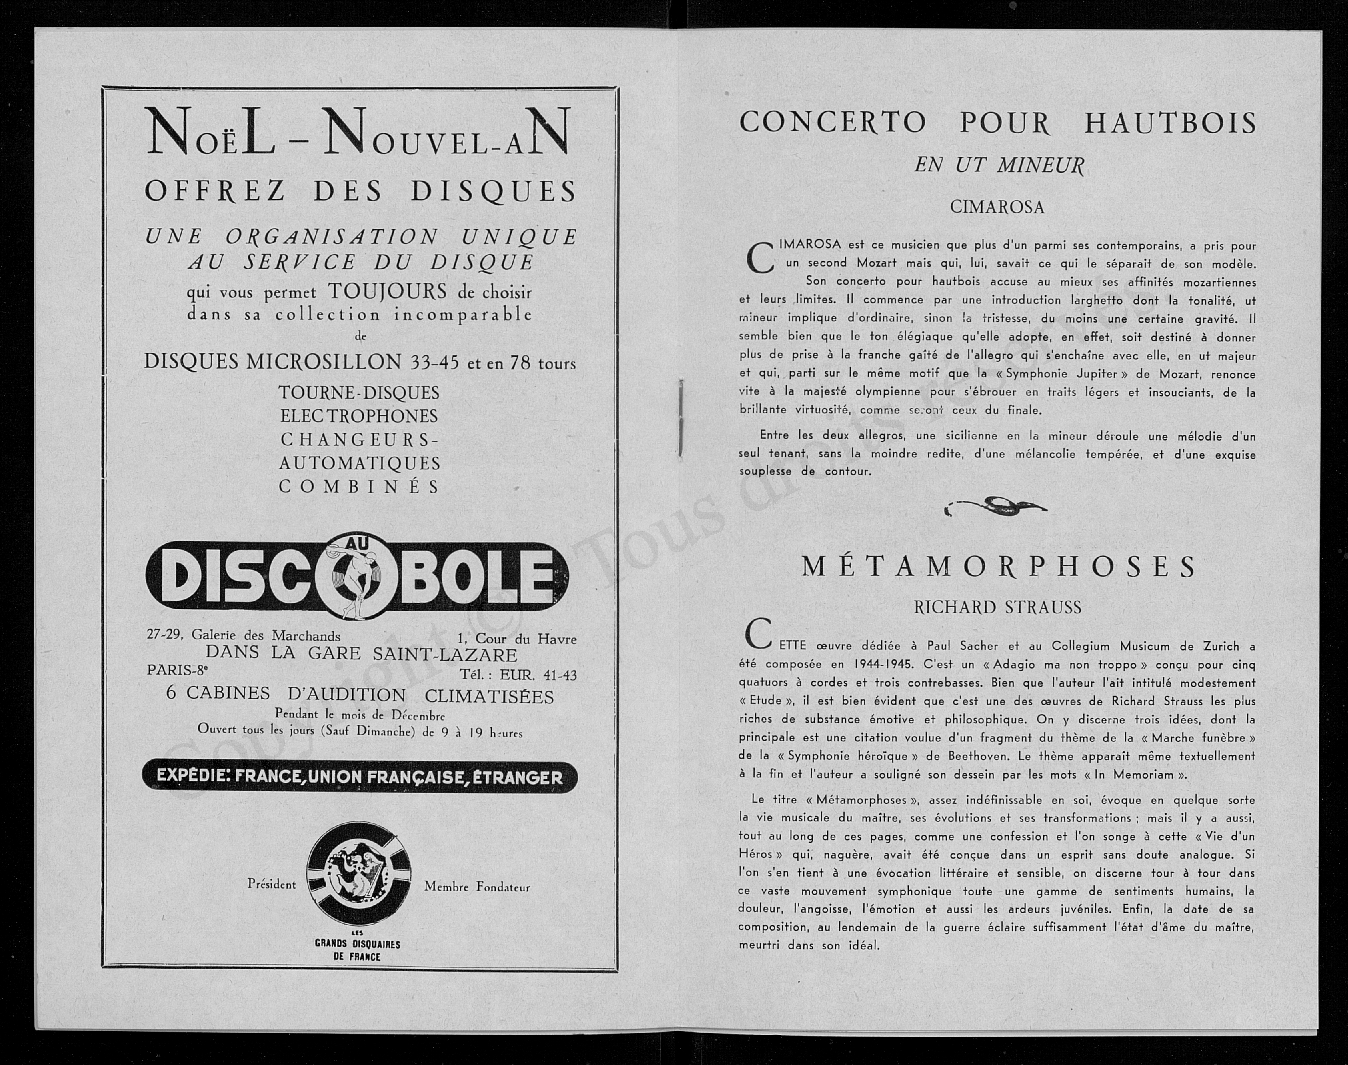 NOËL – NOUVEL-AN
OFFREZ DES DISQUES
UNE ORGANISATION UNIQUE
AU SERVICE DU DISQUE
qui vous permet TOUJOURS de choisir
dans sa collection incomparable
de
DISQUES MICROSILLON 33-45 et en 78 tours
TOURNE-DISQUES
ELECTROPHONES
CHANGEURS-
AUTOMATIQUES
COMBINÉS
AU
DISCOBOLE
27-29, Galerie des Marchands 1, Cour du Havre
DANS LA GARE SAINT-LAZARE
PARIS-8e Tél. : EUR. 41-43
6 CABINES D'AUDITION CLIMATISÉES
Pendant le mois de Décembre
Ouvert tous les jours (Sauf Dimanche) de 9 à 19 heures
EXPÉDIE: FRANCE, UNION FRANÇAISE, ÉTRANGER
Président Membre Fondateur
LES
GRANDS DISQUAIRES
DE FRANCE
CONCERTO POUR HAUTBOIS
EN UT MINEUR
CIMAROSA
CIMAROSA est ce musicien que plus d'un parmi ses contemporains, a pris pour
un second Mozart mais qui, lui, savait ce qui le séparait de son modèle.
Son concerto pour hautbois accuse au mieux ses affinités mozartiennes
et leurs limites. Il commence par une introduction larghetto dont la tonalité, ut
mineur implique d'ordinaire, sinon la tristesse, du moins une certaine gravité. Il
semble bien que le ton élégiaque qu'elle adopte, en effet, soit destiné à donner
plus de prise à la franche gaîté de l'allegro qui s'enchaîne avec elle, en ut majeur
et qui, parti sur le même motif que la « Symphonie Jupiter » de Mozart, renonce
vite à la majesté olympienne pour s'ébrouer en traits légers et insouciants, de la
brillante virtuosité, comme seront ceux du finale.
Entre les deux allegros, une sicilienne en la mineur déroule une mélodie d'un
seul tenant, sans la moindre redite, d'une mélancolie tempérée, et d'une exquise
souplesse de contour.
MÉTAMORPHOSES
RICHARD STRAUSS
CETTE œuvre dédiée à Paul Sacher et au Collegium Musicum de Zurich a
été composée en 1944-1945. C'est un « Adagio ma non troppo » conçu pour cinq
quatuors à cordes et trois contrebasses. Bien que l'auteur l'ait intitulé modestement
« Etude », il est bien évident que c'est une des œuvres de Richard Strauss les plus
riches de substance émotive et philosophique. On y discerne trois idées, dont la
principale est une citation voulue d'un fragment du thème de la « Marche funèbre »
de la « Symphonie héroïque » de Beethoven. Le thème apparaît même textuellement
à la fin et l'auteur a souligné son dessein par les mots « In Memoriam ».
Le titre « Métamorphoses », assez indéfinissable en soi, évoque en quelque sorte
la vie musicale du maître, ses évolutions et ses transformations ; mais il y a aussi,
tout au long de ces pages, comme une confession et l'on songe à cette « Vie d'un
Héros » qui, naguère, avait été conçue dans un esprit sans doute analogue. Si
l'on s'en tient à une évocation littéraire et sensible, on discerne tour à tour dans
ce vaste mouvement symphonique toute une gamme de sentiments humains, la
douleur, l'angoisse, l'émotion et aussi les ardeurs juvéniles. Enfin, la date de sa
composition, au lendemain de la guerre éclaire suffisamment l'état d'âme du maître,
meurtri dans son idéal.
Copyright © Tous droits réservés